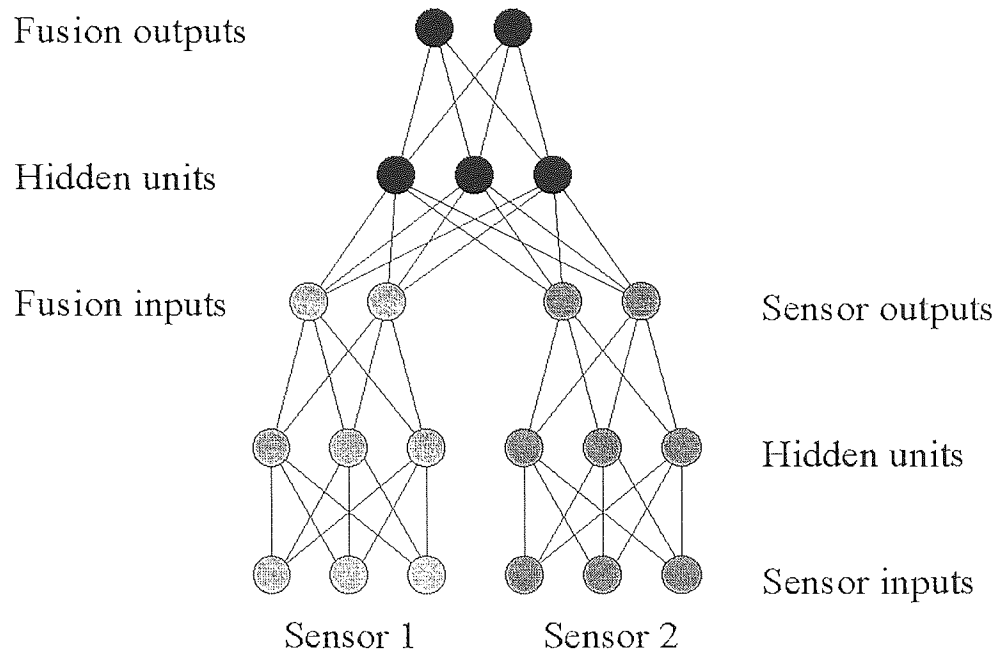 Fusion outputs
Hidden units
Fusion inputs
Sensor outputs
Hidden units
Sensor inputs
Sensor 1
Sensor 2